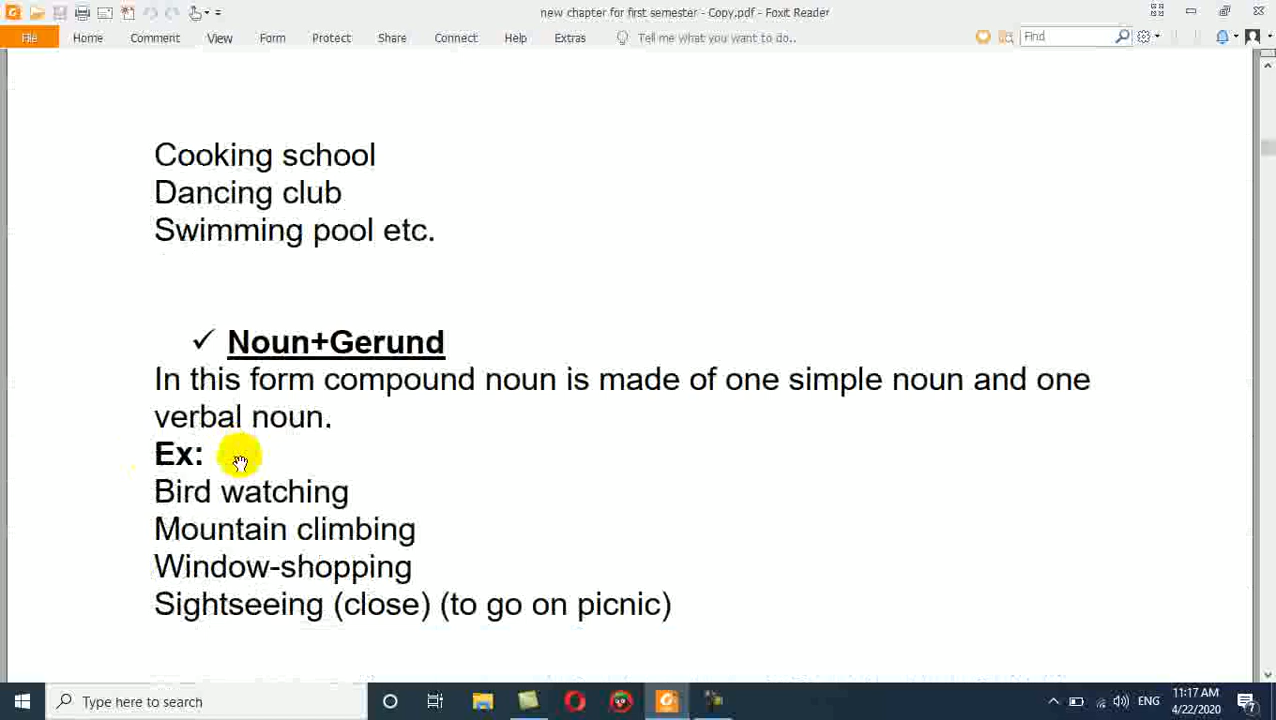 new chapter for first semester - Copy.pdf - Foxit Reader
File Home Comment View Form Protect Share Connect Help Extras Tell me what you want to do.. Find
Cooking school
Dancing club
Swimming pool etc.
✓ Noun+Gerund
In this form compound noun is made of one simple noun and one
verbal noun.
Ex:
Bird watching
Mountain climbing
Window-shopping
Sightseeing (close) (to go on picnic)
Type here to search
ENG
11:17 AM
4/22/2020
7